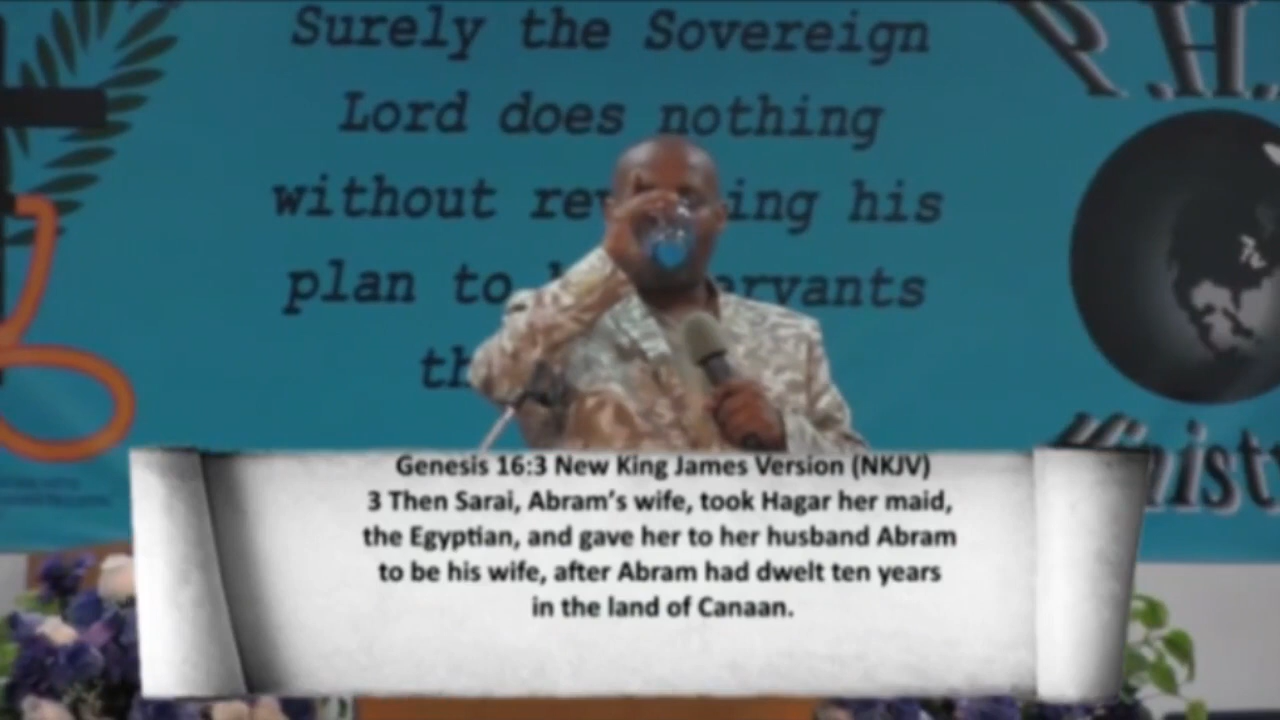 Surely the Sovereign
Lord does nothing
without his
plan to
R.H.
Genesis 16:3 New King James Version (NKJV)
3 Then Sarai, Abram's wife, took Hagar her maid,
the Egyptian, and gave her to her husband Abram
to be his wife, after Abram had dwelt ten years
in the land of Canaan.